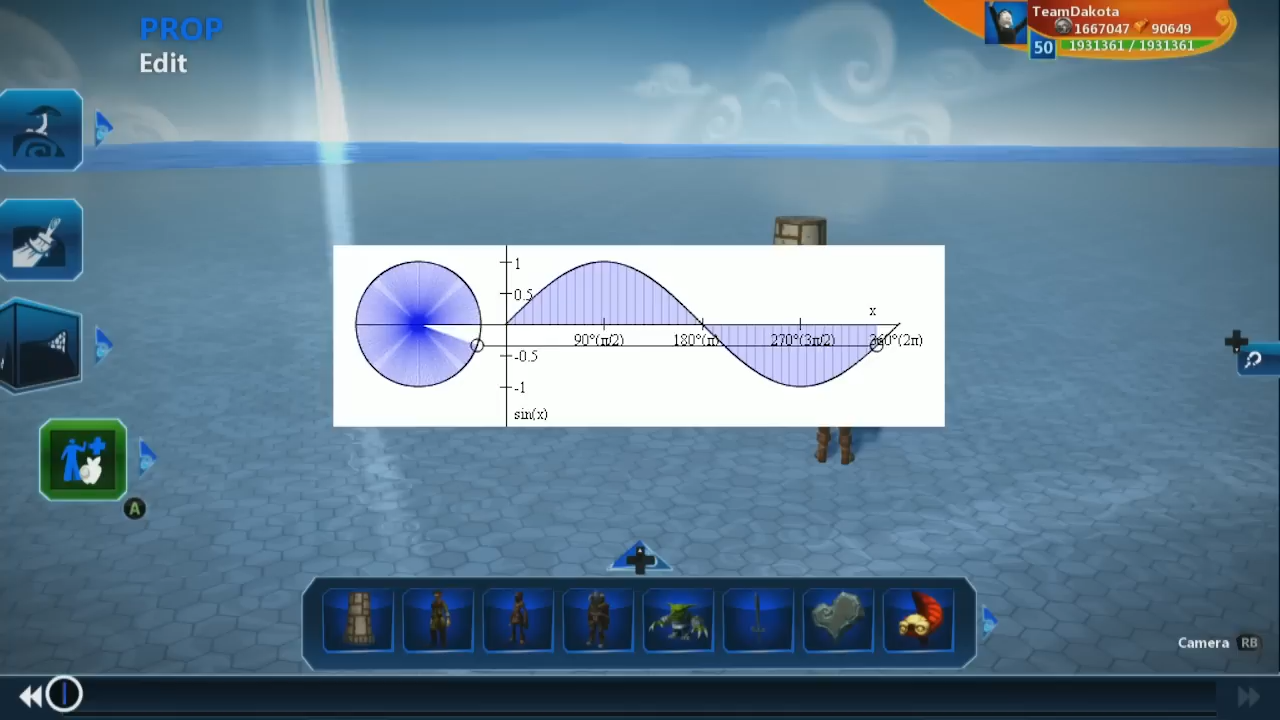 PROP
Edit
TeamDakota
1667047 90649
50 1931361 / 1931361
1
0.5
x
90°(π/2) 180°(π) 270°(3π/2) 360°(2π)
-0.5
-1
sin(x)
A
Camera RB